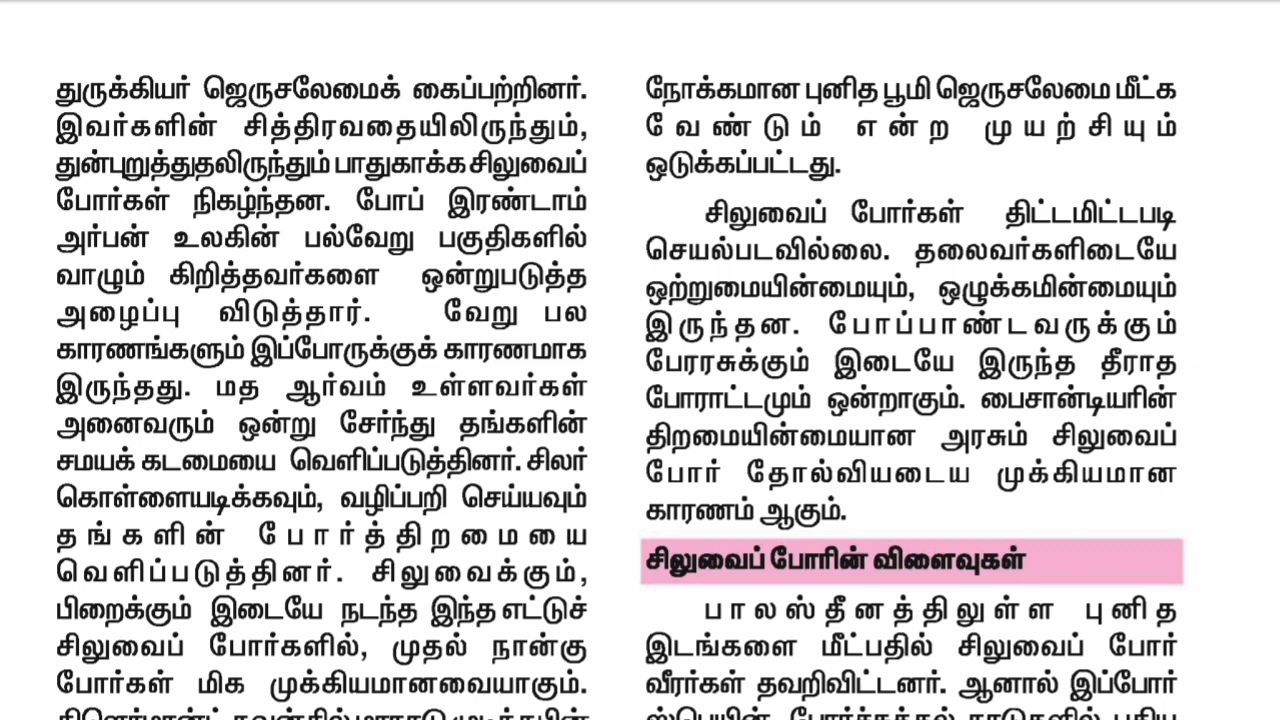 துருக்கியர் ஜெருசலேமைக் கைப்பற்றினர்.
இவர்களின் சித்திரவதையிலிருந்தும்,
துன்புறுத்துதலிருந்தும் பாதுகாக்க சிலுவைப்
போர்கள் நிகழ்ந்தன. போப் இரண்டாம்
அர்பன் உலகின் பல்வேறு பகுதிகளில்
வாழும் கிறித்தவர்களை ஒன்றுபடுத்த
அழைப்பு விடுத்தார். வேறு பல
காரணங்களும் இப்போருக்குக் காரணமாக
இருந்தது. மத ஆர்வம் உள்ளவர்கள்
அனைவரும் ஒன்று சேர்ந்து தங்களின்
சமயக் கடமையை வெளிப்படுத்தினர். சிலர்
கொள்ளையடிக்கவும், வழிப்பறி செய்யவும்
தங்களின் போர்த்திறமையை
வெளிப்படுத்தினர். சிலுவைக்கும்,
பிறைக்கும் இடையே நடந்த இந்த எட்டுச்
சிலுவைப் போர்களில், முதல் நான்கு
போர்கள் மிக முக்கியமானவையாகும்.
நோக்கமான புனித பூமி ஜெருசலேமை மீட்க
வேண்டும் என்ற முயற்சியும்
ஒடுக்கப்பட்டது.
சிலுவைப் போர்கள் திட்டமிட்டபடி
செயல்படவில்லை. தலைவர்களிடையே
ஒற்றுமையின்மையும், ஒழுக்கமின்மையும்
இருந்தன. போப்பாண்டவருக்கும்
பேரரசுக்கும் இடையே இருந்த தீராத
போராட்டமும் ஒன்றாகும். பைசான்டியரின்
திறமையின்மையான அரசும் சிலுவைப்
போர் தோல்வியடைய முக்கியமான
காரணம் ஆகும்.
சிலுவைப் போரின் விளைவுகள்
பாலஸ்தீனத்திலுள்ள புனித
இடங்களை மீட்பதில் சிலுவைப் போர்
வீரர்கள் தவறிவிட்டனர். ஆனால் இப்போர்